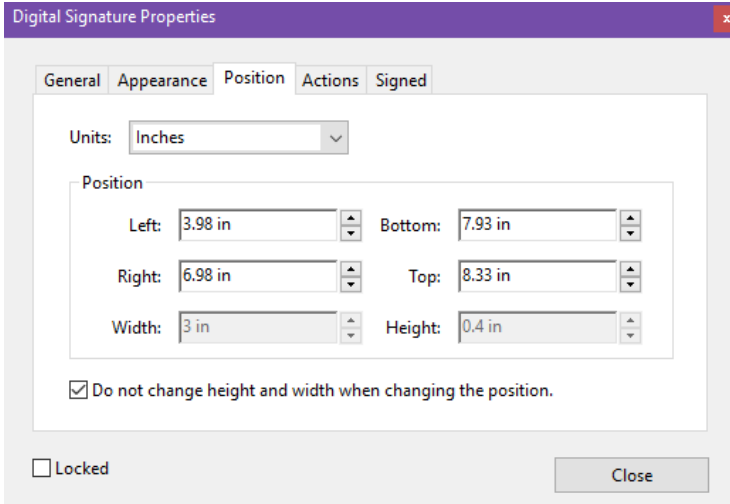 Digital Signature Properties
x
General Appearance Position Actions Signed
Units: Inches
Position
Left: 3.98 in Bottom: 7.93 in
Right: 6.98 in Top: 8.33 in
Width: 3 in Height: 0.4 in
Do not change height and width when changing the position.
Locked
Close